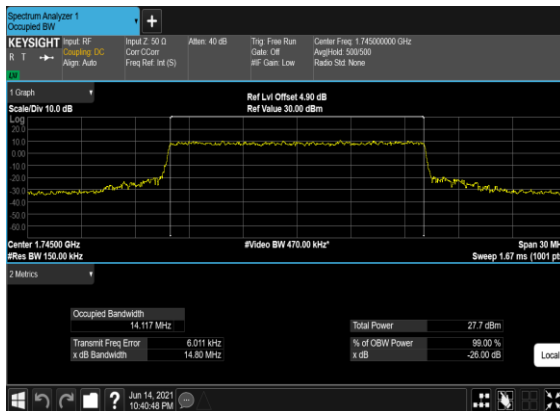 Spectrum Analyzer 1
Occupied BW
KEYSIGHT Input: RF Input Z: 50 Ω Atten: 40 dB Trig: Free Run Center Freq: 1.745000000 GHz
R T Coupling: DC Corr CCorr Gate: Off Avg|Hold: 500/500
Align: Auto Freq Ref: Int (S) #IF Gain: Low Radio Std: None
1 Graph
Ref Lvl Offset 4.90 dB
Scale/Div 10.0 dB Ref Value 30.00 dBm
Log
20.0
10.0
0.00
-10.0
-20.0
-30.0
-40.0
-50.0
-60.0
Center 1.74500 GHz #Video BW 470.00 kHz* Span 30 MH
#Res BW 150.00 kHz Sweep 1.67 ms (1001 pts
2 Metrics
Occupied Bandwidth
14.117 MHz Total Power 27.7 dBm
Transmit Freq Error 6.011 kHz % of OBW Power 99.00 %
x dB Bandwidth 14.80 MHz x dB -26.00 dB
Local
? Jun 14, 2021
10:40:48 PM